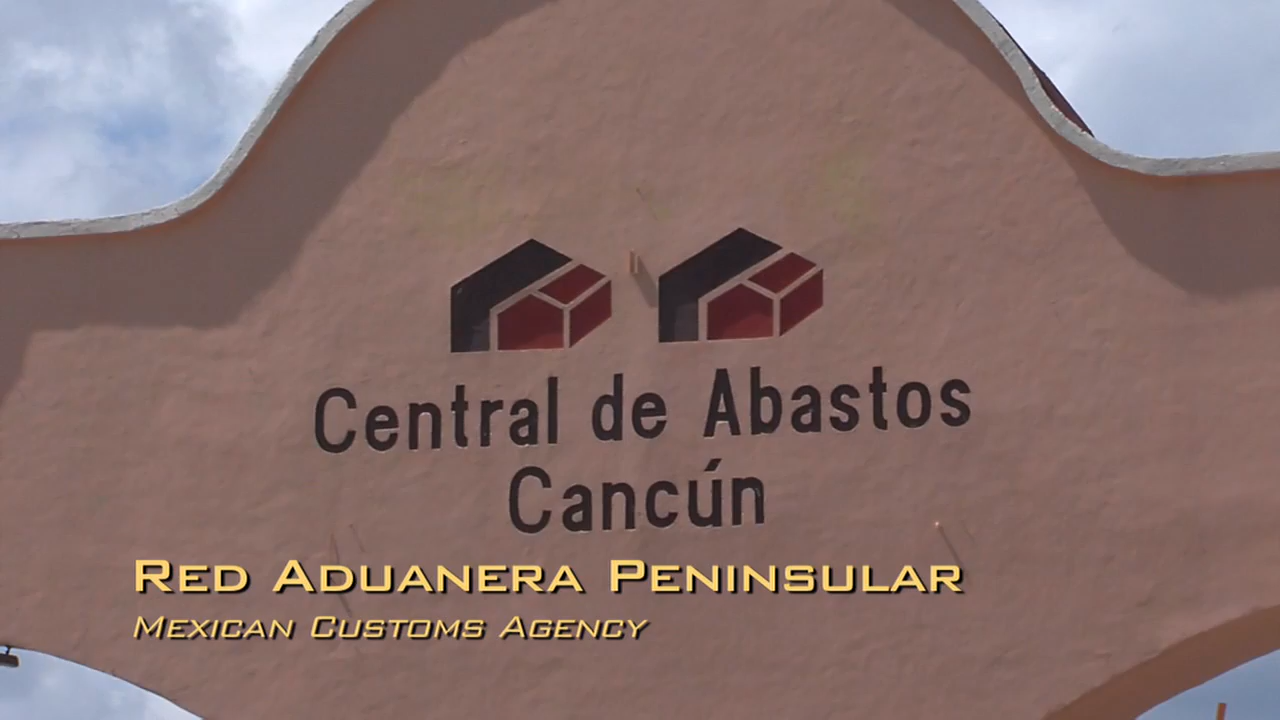 Central de Abastos
Cancún
Red Aduanera Peninsular
Mexican Customs Agency